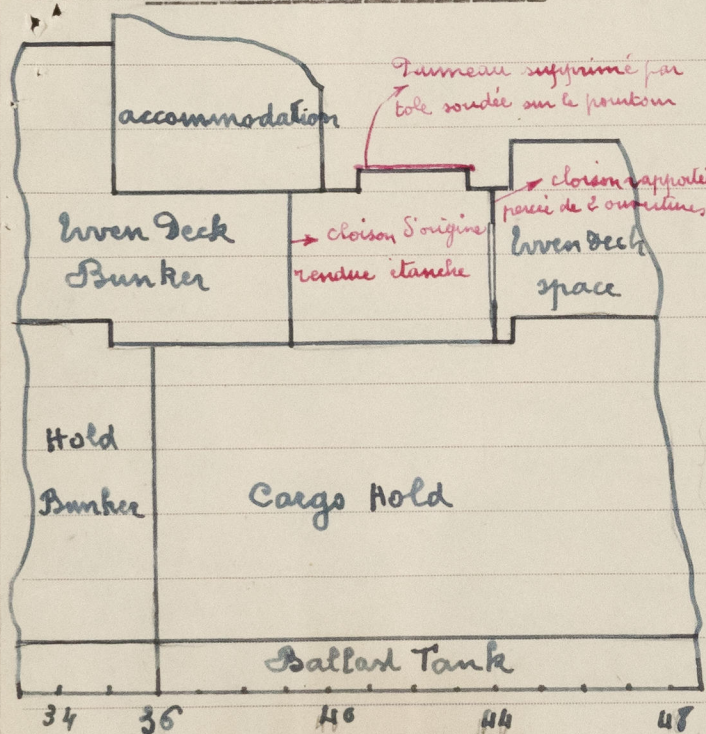 accommodation
Panneau supprimé par
tole soudée sur le pourtour
cloison rapportée
percée de 2 ouvertures
Tween Deck
Bunker
cloison d'origine
rendue étanche
Tween deck
space
Hold
Bunker
Cargo Hold
Ballast Tank
34 36 40 44 48